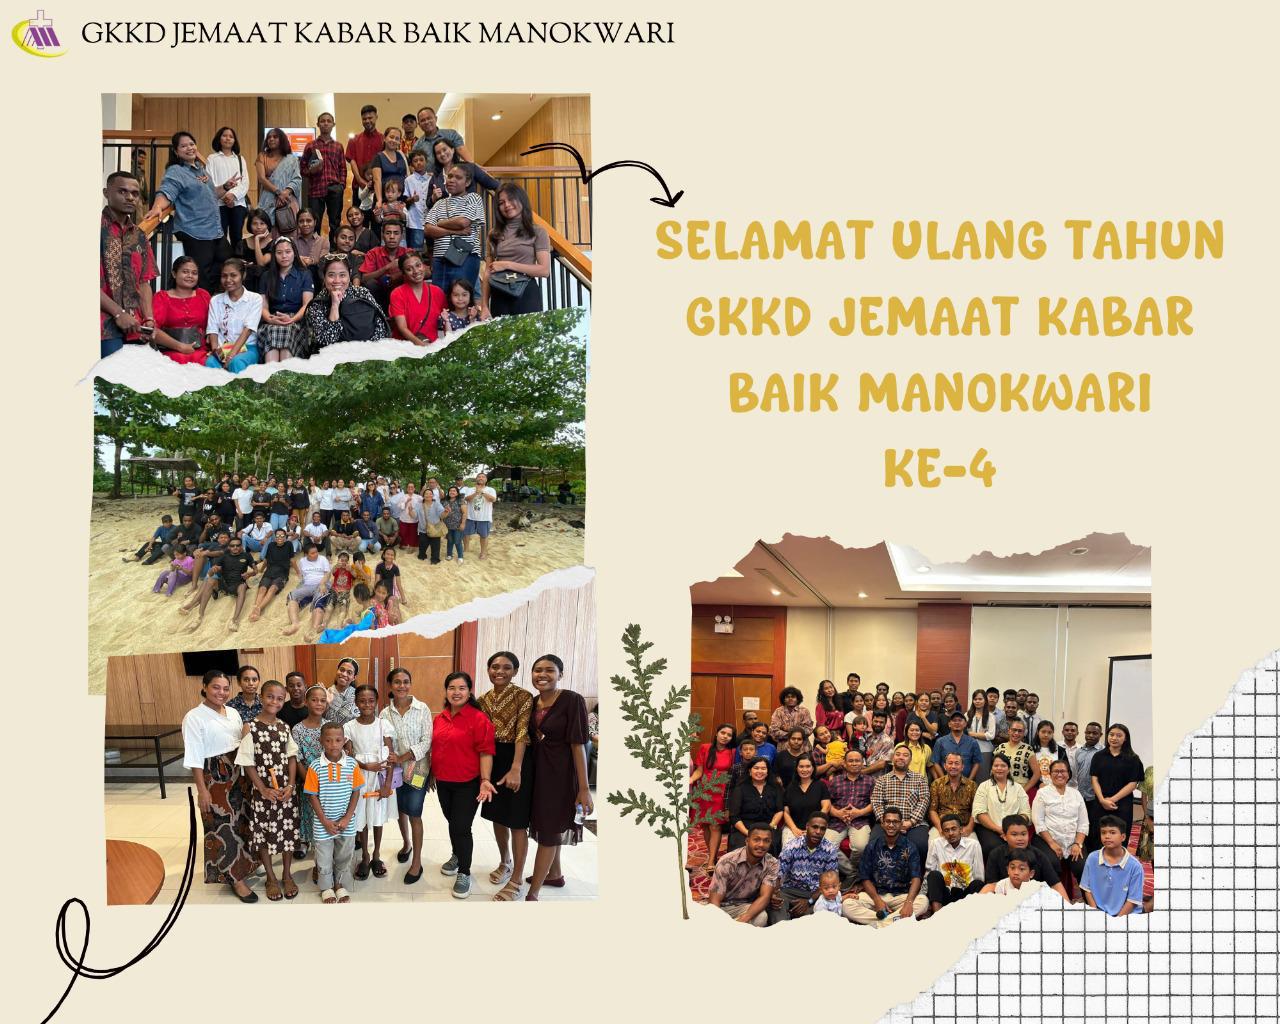 GKKD JEMAAT KABAR BAIK MANOKWARI
SELAMAT ULANG TAHUN
GKKD JEMAAT KABAR
BAIK MANOKWARI
KE-4